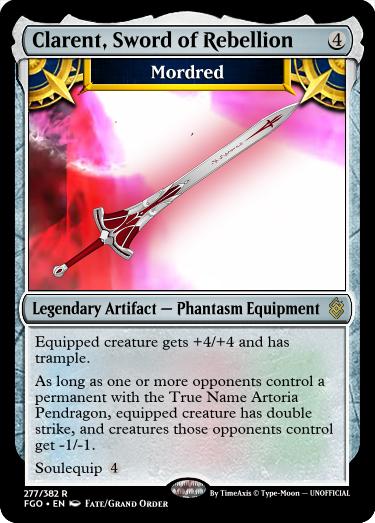 Clarent, Sword of Rebellion 4
Mordred
Legendary Artifact — Phantasm Equipment
Equipped creature gets +4/+4 and has
trample.
As long as one or more opponents control a
permanent with the True Name Artoria
Pendragon, equipped creature has double
strike, and creatures those opponents control
get -1/-1.
Soulequip 4
277/382 R
FGO • EN Fate/Grand Order
By TimeAxis © Type-Moon — UNOFFICIAL